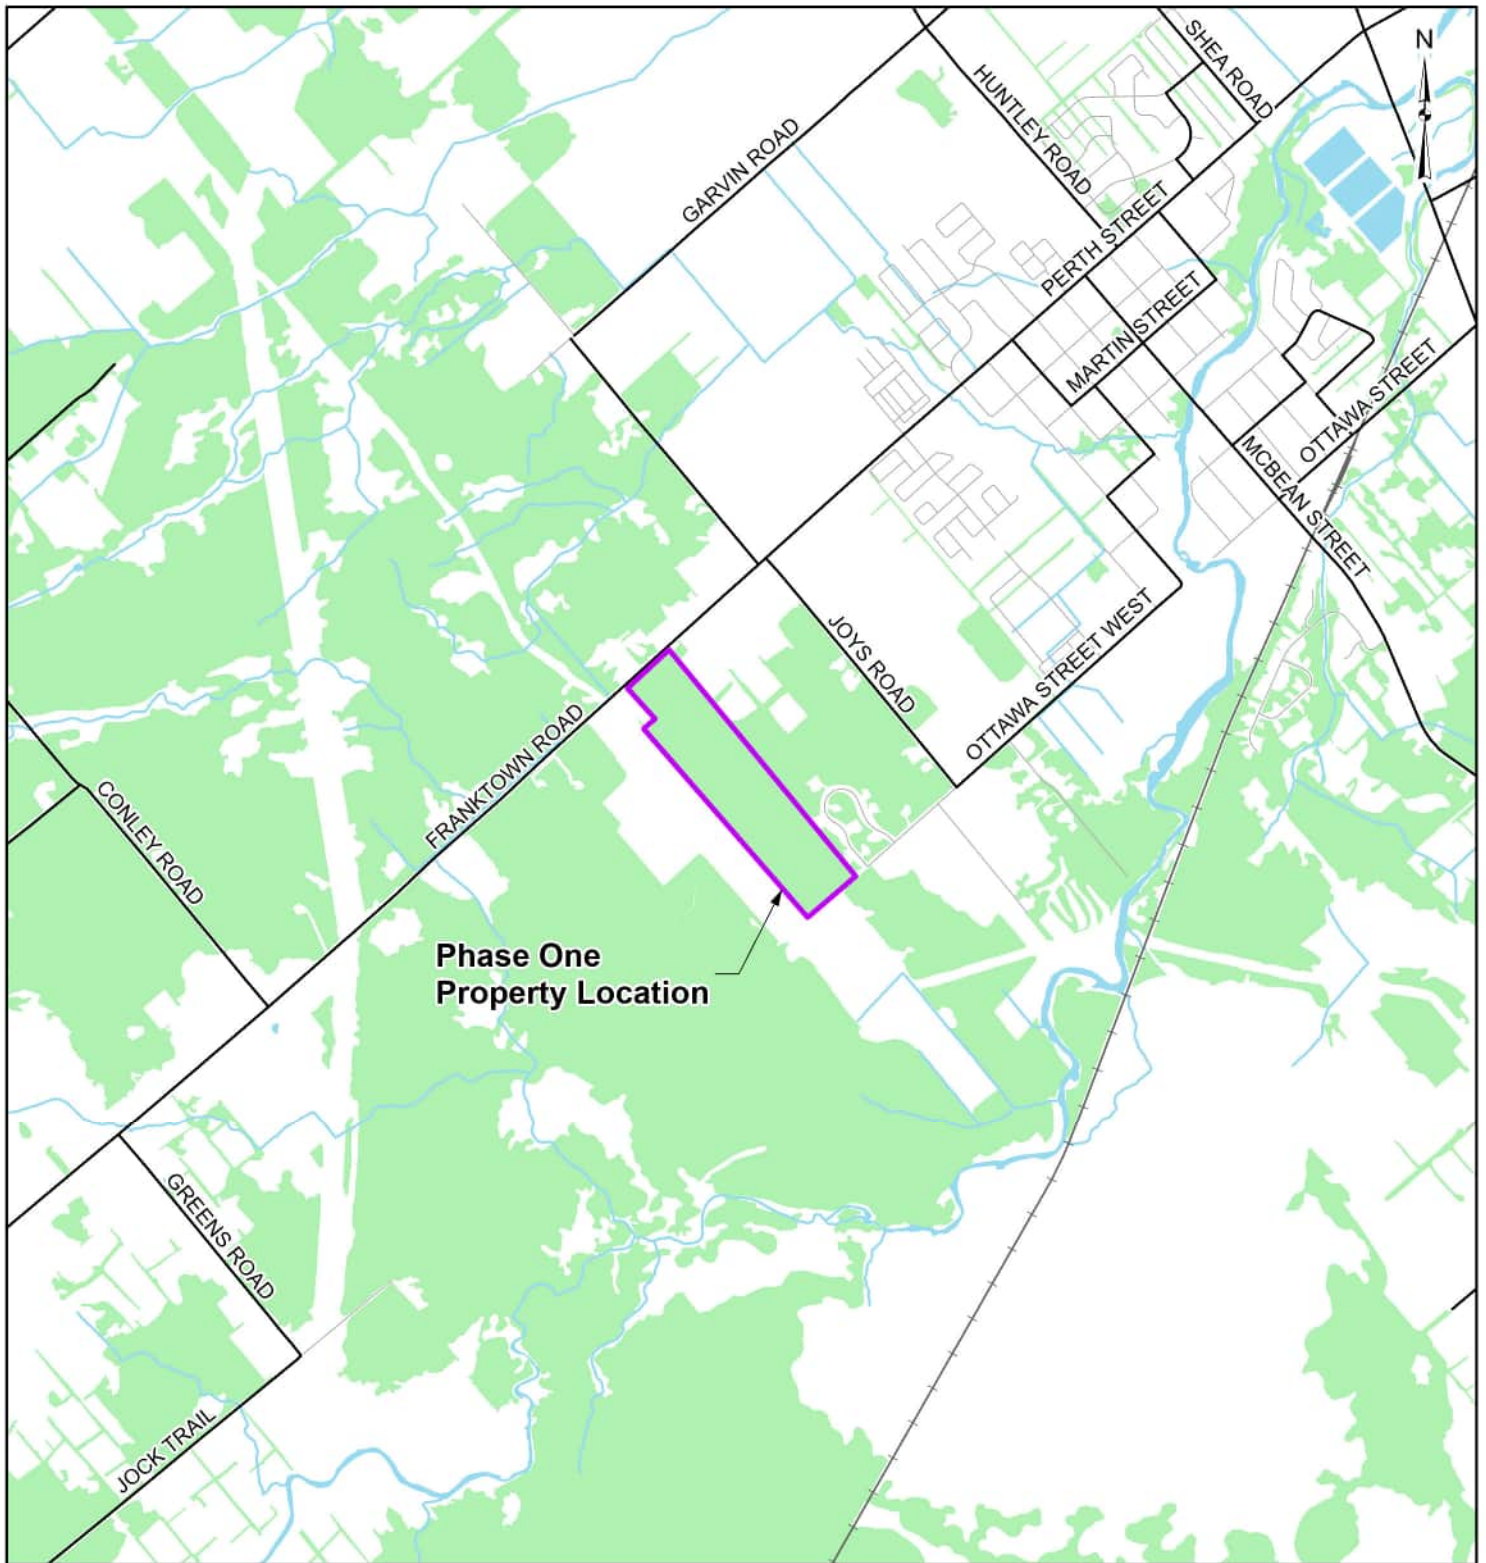 SHEA ROAD
N
HUNTLEY ROAD
GARVIN ROAD
PERTH STREET
MARTIN STREET
OTTAWA STREET
MCBEAN STREET
JOYS ROAD
OTTAWA STREET WEST
FRANKTOWN ROAD
CONLEY ROAD
Phase One
Property Location
GREENS ROAD
JOCK TRAIL